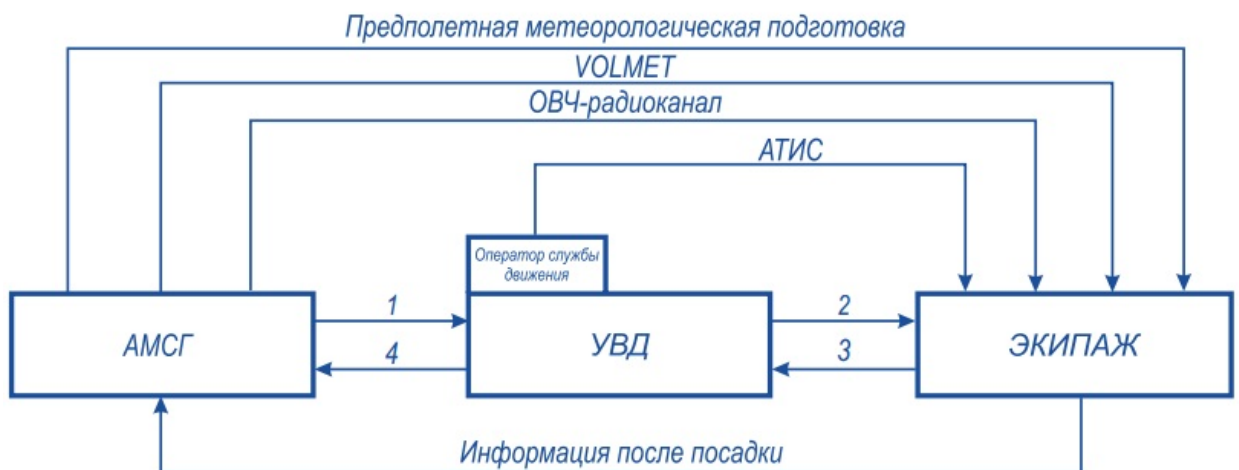 Предполетная метеорологическая подготовка
VOLMET
ОВЧ-радиоканал
АТИС
Оператор службы
движения
1
2
АМСГ
УВД
ЭКИПАЖ
4
3
Информация после посадки